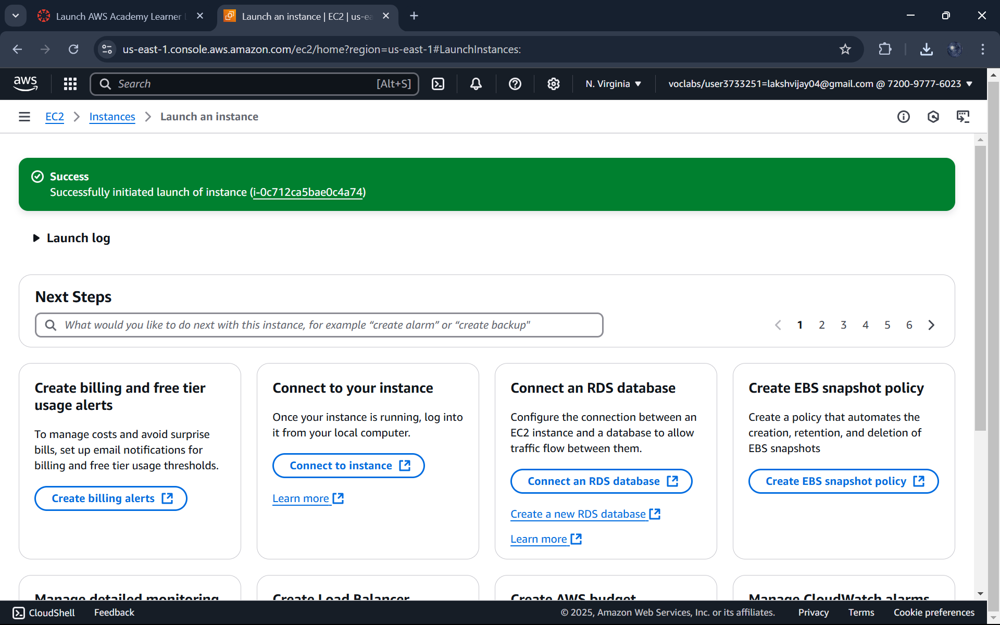 Launch AWS Academy Learner
Launch an instance | EC2 | us-ea
us-east-1.console.aws.amazon.com/ec2/home?region=us-east-1#LaunchInstances:
aws
Search
[Alt+S]
N. Virginia
voclabs/user3733251=lakshvijay04@gmail.com @ 7200-9777-6023
EC2
Instances
Launch an instance
Success
Successfully initiated launch of instance (i-0c712ca5bae0c4a74)
Launch log
Next Steps
What would you like to do next with this instance, for example “create alarm” or “create backup"
1 2 3 4 5 6
Create billing and free tier
usage alerts
To manage costs and avoid surprise
bills, set up email notifications for
billing and free tier usage thresholds.
Create billing alerts
Connect to your instance
Once your instance is running, log into
it from your local computer.
Connect to instance
Learn more
Connect an RDS database
Configure the connection between an
EC2 instance and a database to allow
traffic flow between them.
Connect an RDS database
Create a new RDS database
Learn more
Create EBS snapshot policy
Create a policy that automates the
creation, retention, and deletion of
EBS snapshots
Create EBS snapshot policy
Manage detailed monitoring
Create Load Balancer
Create AWS budget
Manage CloudWatch alarms
CloudShell
Feedback
© 2025, Amazon Web Services, Inc. or its affiliates.
Privacy
Terms
Cookie preferences